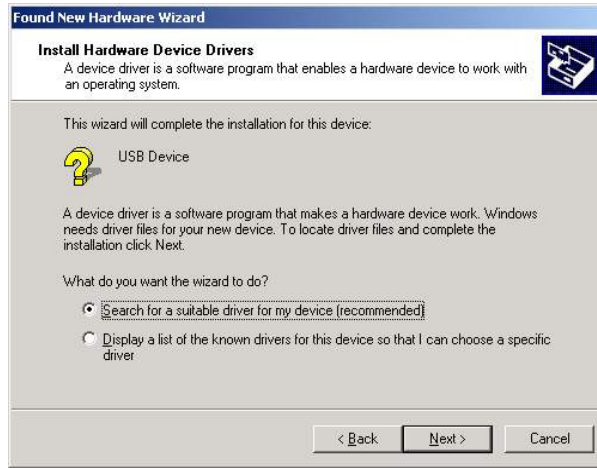 Found New Hardware Wizard
Install Hardware Device Drivers
A device driver is a software program that enables a hardware device to work with
an operating system.
This wizard will complete the installation for this device:
USB Device
A device driver is a software program that makes a hardware device work. Windows
needs driver files for your new device. To locate driver files and complete the
installation click Next.
What do you want the wizard to do?
Search for a suitable driver for my device (recommended)
Display a list of the known drivers for this device so that I can choose a specific
driver
< Back Next > Cancel